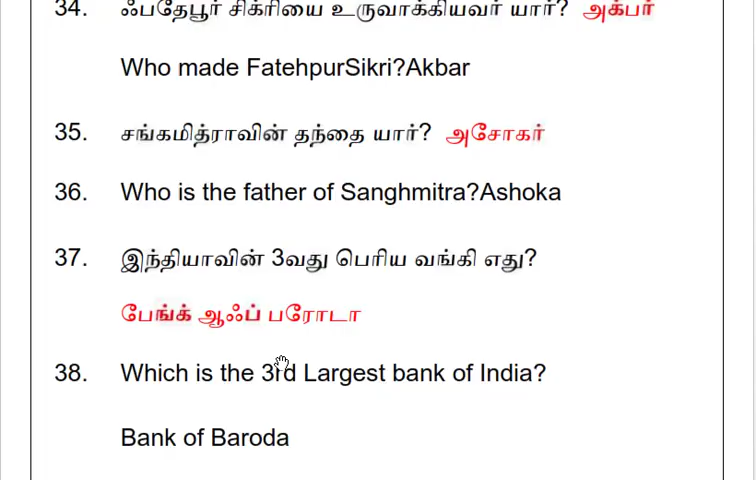 34. ஃபதேபூர் சிக்ரியை உருவாக்கியவர் யார்? அக்பர்
Who made FatehpurSikri?Akbar
35. சங்கமித்ராவின் தந்தை யார்? அசோகர்
36. Who is the father of Sanghmitra?Ashoka
37. இந்தியாவின் 3வது பெரிய வங்கி எது?
பேங்க் ஆஃப் பரோடா
38. Which is the 3rd Largest bank of India?
Bank of Baroda